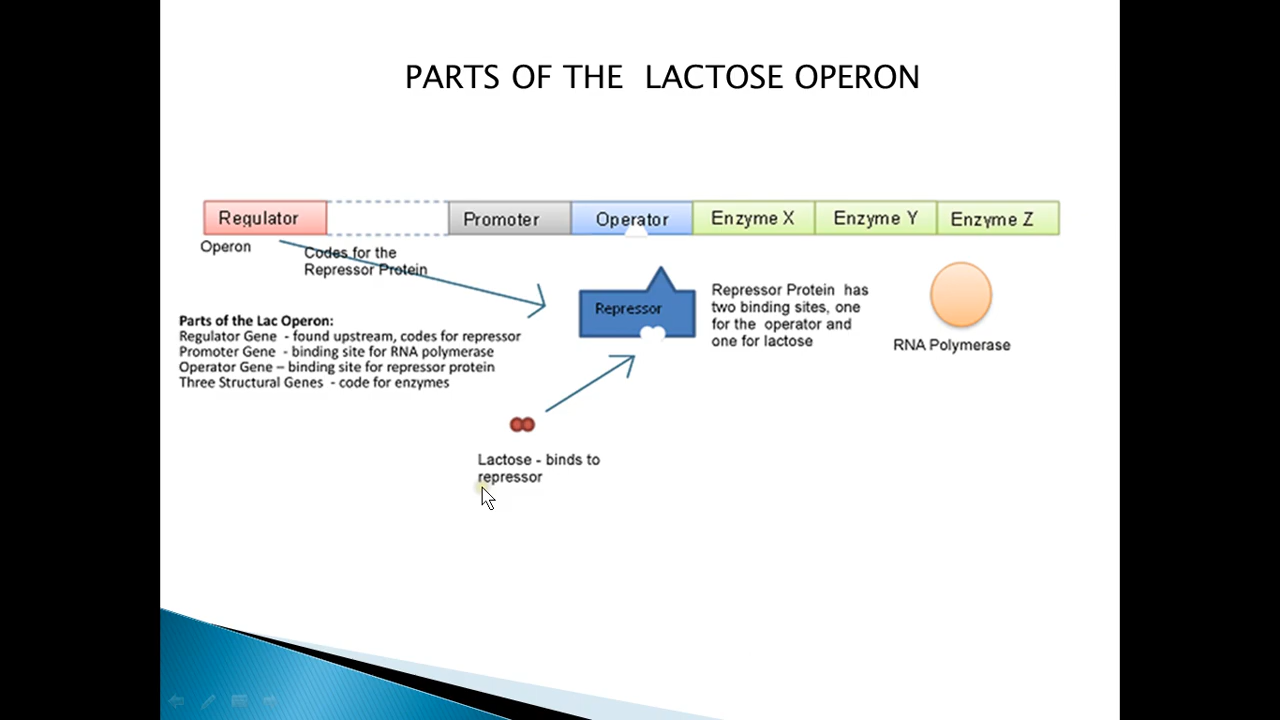 PARTS OF THE LACTOSE OPERON
Regulator
Promoter
Operator
Enzyme X
Enzyme Y
Enzyme Z
Operon
Codes for the
Repressor Protein
Repressor
Repressor Protein has
two binding sites, one
for the operator and
one for lactose
RNA Polymerase
Parts of the Lac Operon:
Regulator Gene - found upstream, codes for repressor
Promoter Gene - binding site for RNA polymerase
Operator Gene – binding site for repressor protein
Three Structural Genes - code for enzymes
Lactose - binds to
repressor